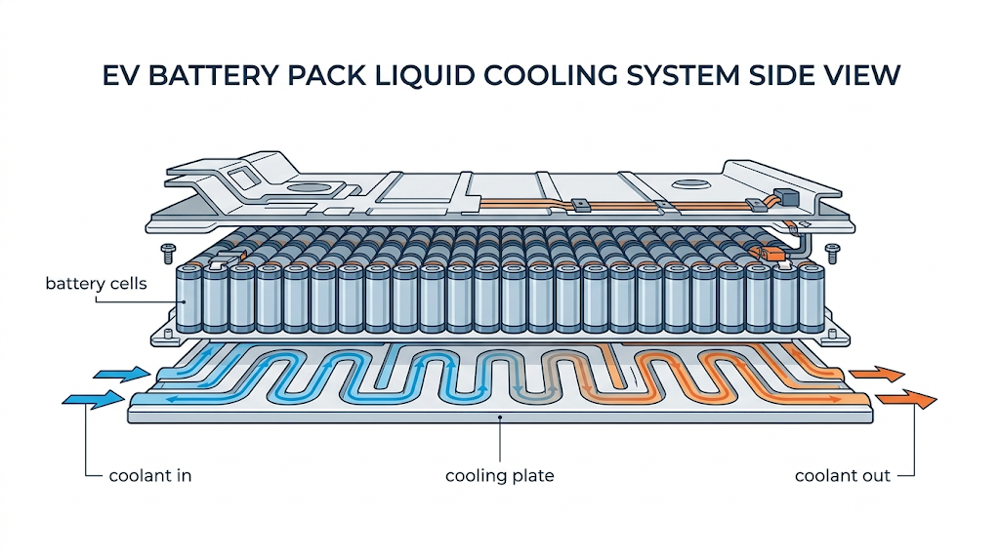 EV BATTERY PACK LIQUID COOLING SYSTEM SIDE VIEW
battery cells
coolant in
cooling plate
coolant out